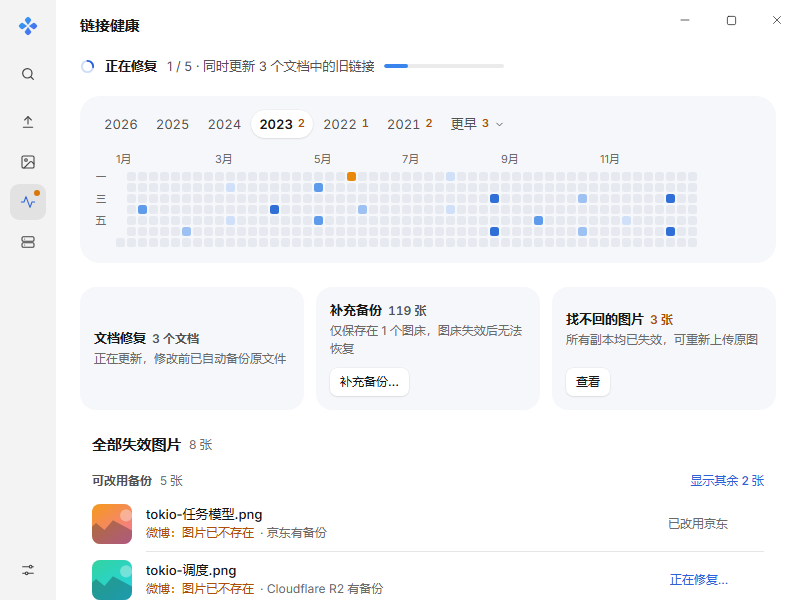 链接健康
正在修复 1 / 5 · 同时更新 3 个文档中的旧链接
2026 2025 2024 2023 2 2022 1 2021 2 更早 3
1月 3月 5月 7月 9月 11月
一
三
五
文档修复 3 个文档
正在更新，修改前已自动备份原文件
补充备份 119 张
仅保存在 1 个图床，图床失效后无法
恢复
补充备份...
找不回的图片 3 张
所有副本均已失效，可重新上传原图
查看
全部失效图片 8 张
可改用备份 5 张 显示其余 2 张
tokio-任务模型.png
微博：图片已不存在 · 京东有备份 已改用京东
tokio-调度.png
微博：图片已不存在 · Cloudflare R2 有备份 正在修复...